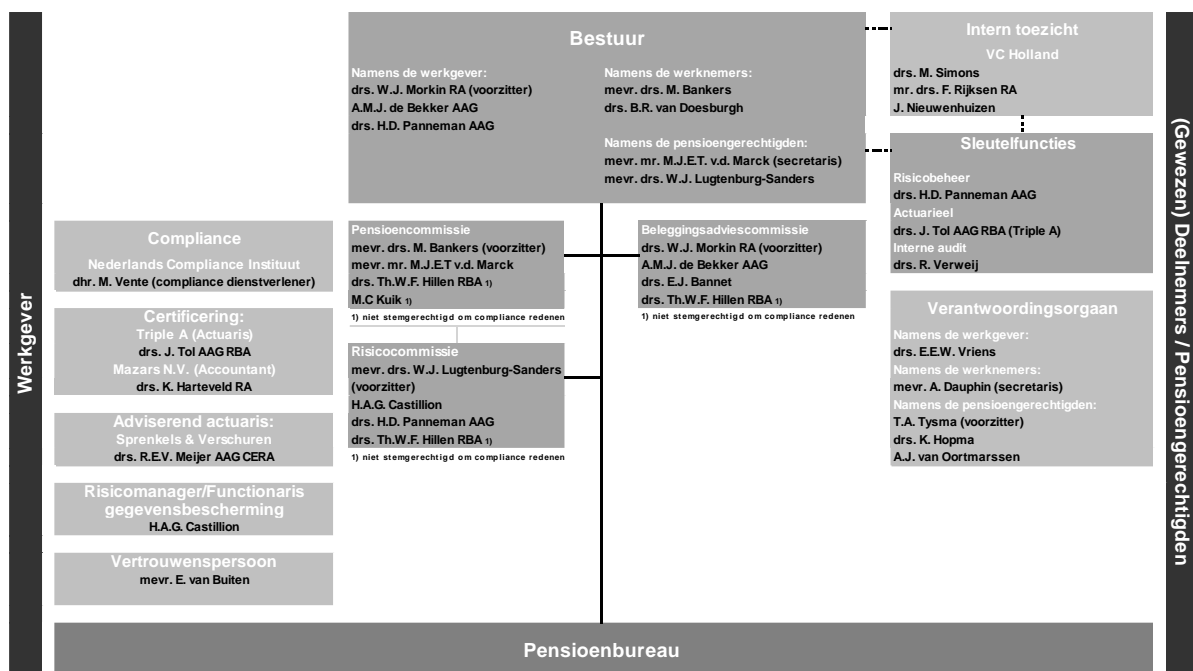 Werkgever
Bestuur
Namens de werkgever:
drs. W.J. Morkin RA (voorzitter)
A.M.J. de Bekker AAG
drs. H.D. Panneman AAG
Namens de werknemers:
mevr. drs. M. Bankers
drs. B.R. van Doesburgh
Namens de pensioengerechtigden:
mevr. mr. M.J.E.T. v.d. Marck (secretaris)
mevr. drs. W.J. Lugtenburg-Sanders
Intern toezicht
VC Holland
drs. M. Simons
mr. drs. F. Rijksen RA
J. Nieuwenhuizen
Sleutelfuncties
Risicobeheer
drs. H.D. Panneman AAG
Actuarieel
drs. J. Tol AAG RBA (Triple A)
Interne audit
drs. R. Verweij
Compliance
Nederlands Compliance Instituut
dhr. M. Vente (compliance dienstverlener)
Certificering:
Triple A (Actuaris)
drs. J. Tol AAG RBA
Mazars N.V. (Accountant)
drs. K. Harteveld RA
Adviserend actuaris:
Sprenkels & Verschuren
drs. R.E.V. Meijer AAG CERA
Risicomanager/Functionaris
gegevensbescherming
H.A.G. Castillion
Vertrouwenspersoon
mevr. E. van Buiten
Pensioencommissie
mevr. drs. M. Bankers (voorzitter)
mevr. mr. M.J.E.T v.d. Marck
drs. Th.W.F. Hillen RBA 1)
M.C Kuik 1)
1) niet stemgerechtigd om compliance redenen
Risicocommissie
mevr. drs. W.J. Lugtenburg-Sanders
(voorzitter)
H.A.G. Castillion
drs. H.D. Panneman AAG
drs. Th.W.F. Hillen RBA 1)
1) niet stemgerechtigd om compliance redenen
Beleggingsadviescommissie
drs. W.J. Morkin RA (voorzitter)
A.M.J. de Bekker AAG
drs. E.J. Bannet
drs. Th.W.F. Hillen RBA 1)
1) niet stemgerechtigd om compliance redenen
Verantwoordingsorgaan
Namens de werkgever:
drs. E.E.W. Vriens
Namens de werknemers:
mevr. A. Dauphin (secretaris)
Namens de pensioengerechtigden:
T.A. Tysma (voorzitter)
drs. K. Hopma
A.J. van Oortmarssen
(Gewezen) Deelnemers / Pensioengerechtigden
Pensioenbureau